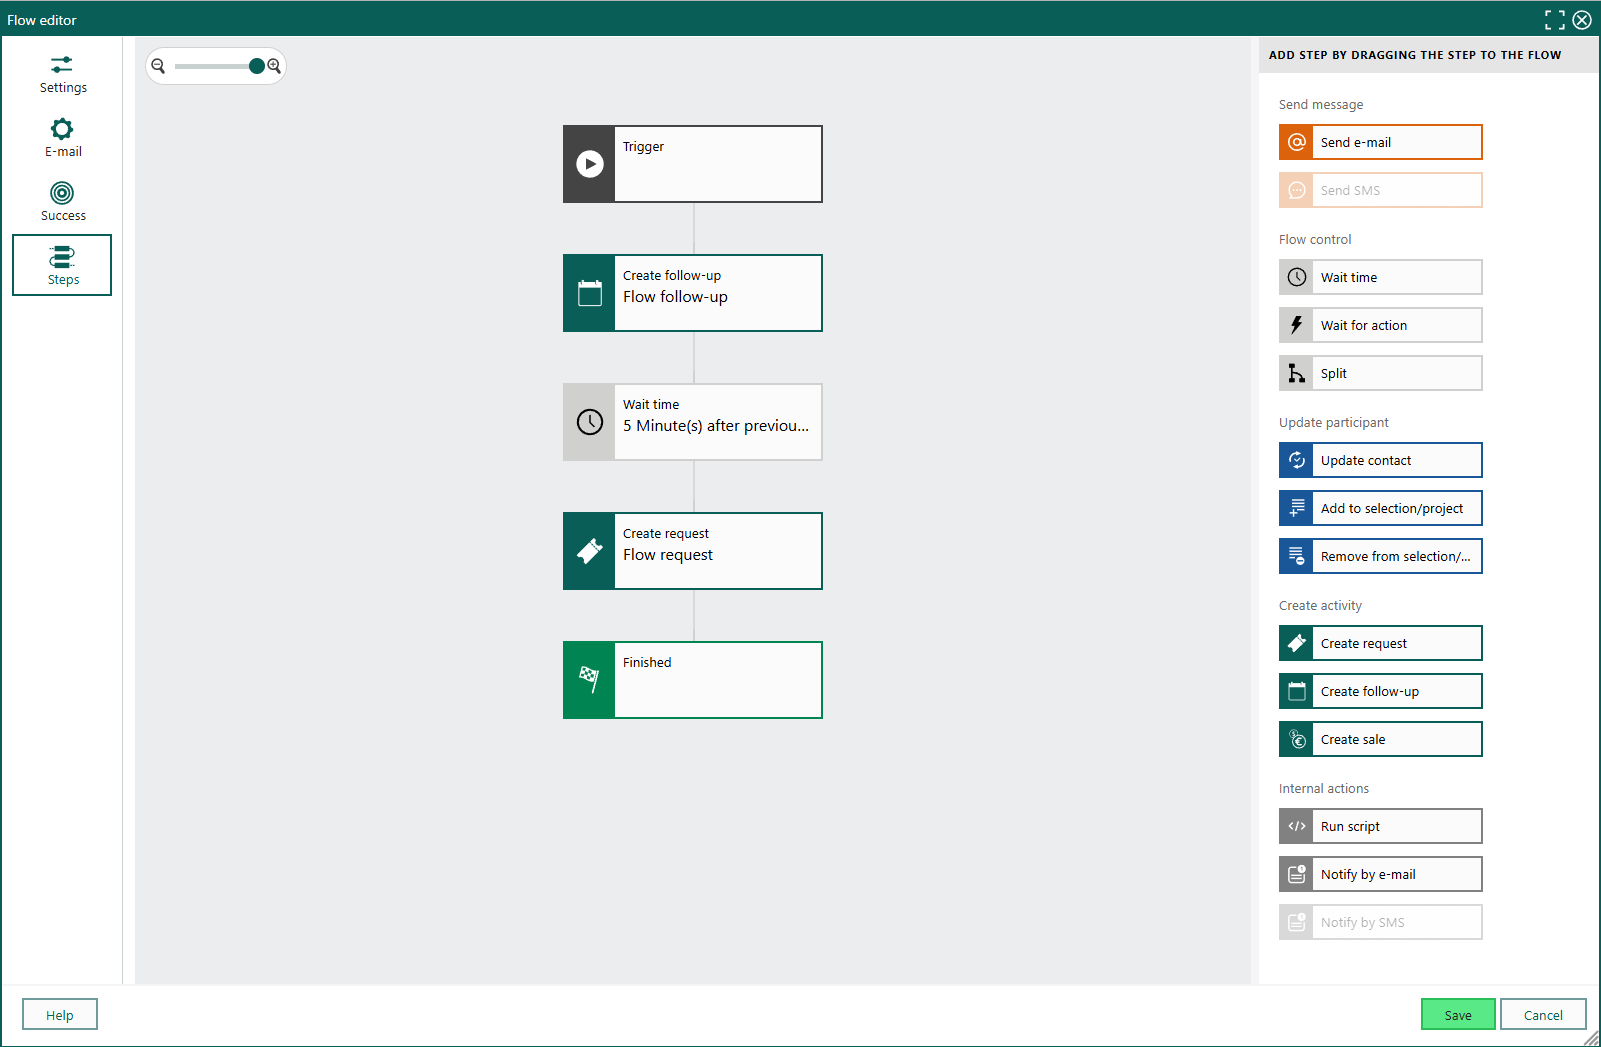 Flow editor
Settings
E-mail
Success
Steps
Trigger
Create follow-up
Flow follow-up
Wait time
5 Minute(s) after previou...
Create request
Flow request
Finished
ADD STEP BY DRAGGING THE STEP TO THE FLOW
Send message
Send e-mail
Send SMS
Flow control
Wait time
Wait for action
Split
Update participant
Update contact
Add to selection/project
Remove from selection/...
Create activity
Create request
Create follow-up
Create sale
Internal actions
Run script
Notify by e-mail
Notify by SMS
Help
Save
Cancel